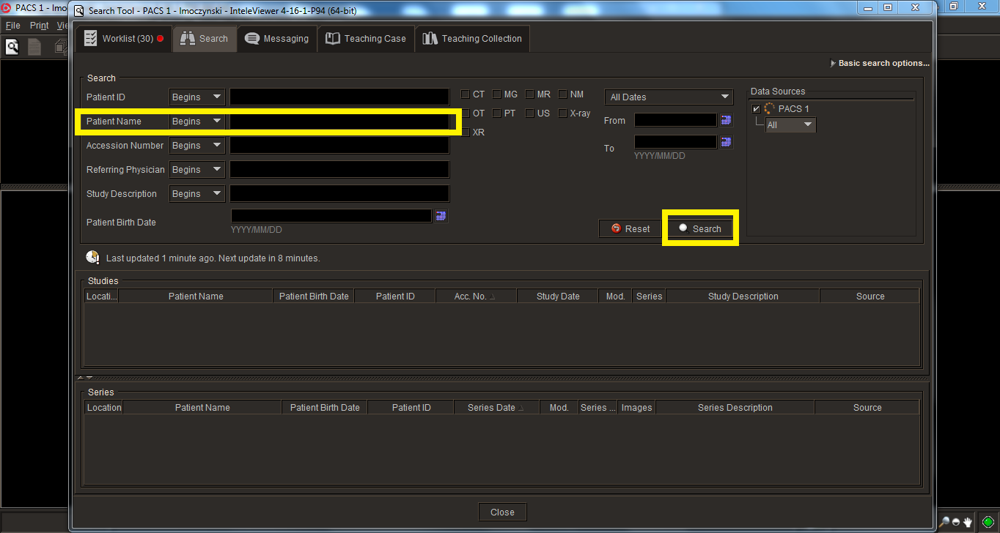 PACS 1 - Imo
Search Tool - PACS 1 - lmoczynski - InteleViewer 4-16-1-P94 (64-bit)
File Print Vie
Worklist (30) Search Messaging Teaching Case Teaching Collection
Basic search options...
Search
Patient ID Begins CT MG MR NM All Dates Data Sources
Patient Name Begins OT PT US X-ray From PACS 1
All
Accession Number Begins XR To
YYYY/MM/DD
Referring Physician Begins
Study Description Begins
Patient Birth Date
YYYY/MM/DD
Reset Search
Last updated 1 minute ago. Next update in 8 minutes.
Studies
Locati... Patient Name Patient Birth Date Patient ID Acc. No. Study Date Mod. Series Study Description Source
Series
Location Patient Name Patient Birth Date Patient ID Series Date Mod. Series ... Images Series Description Source
Close